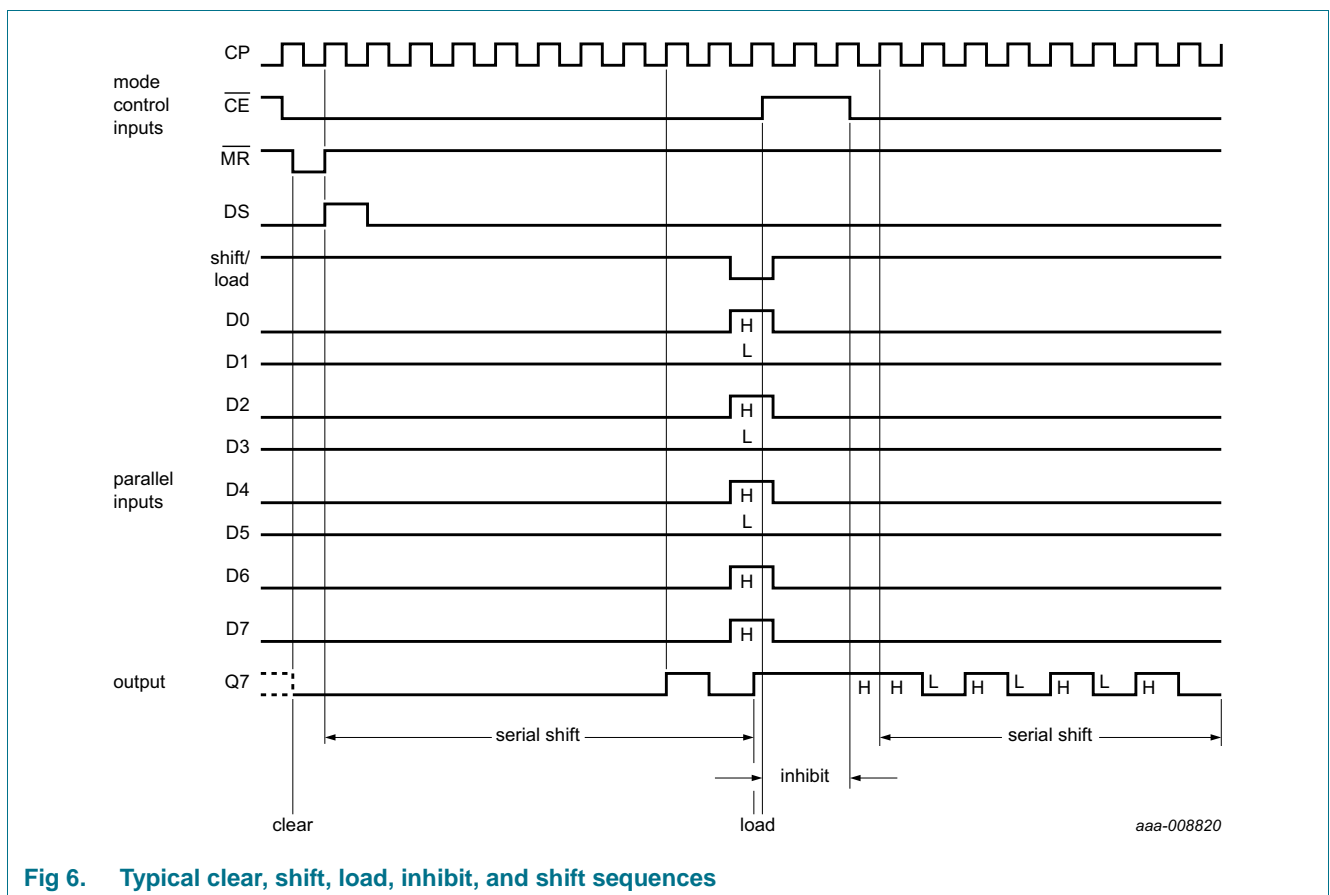 CP
mode
control
inputs
CE
MR
DS
shift/
load
D0
H
D1
L
D2
H
D3
L
parallel
inputs
D4
H
D5
L
D6
H
D7
H
output
Q7
H H L H L H L H
serial shift
serial shift
inhibit
clear
load
aaa-008820
Fig 6. Typical clear, shift, load, inhibit, and shift sequences